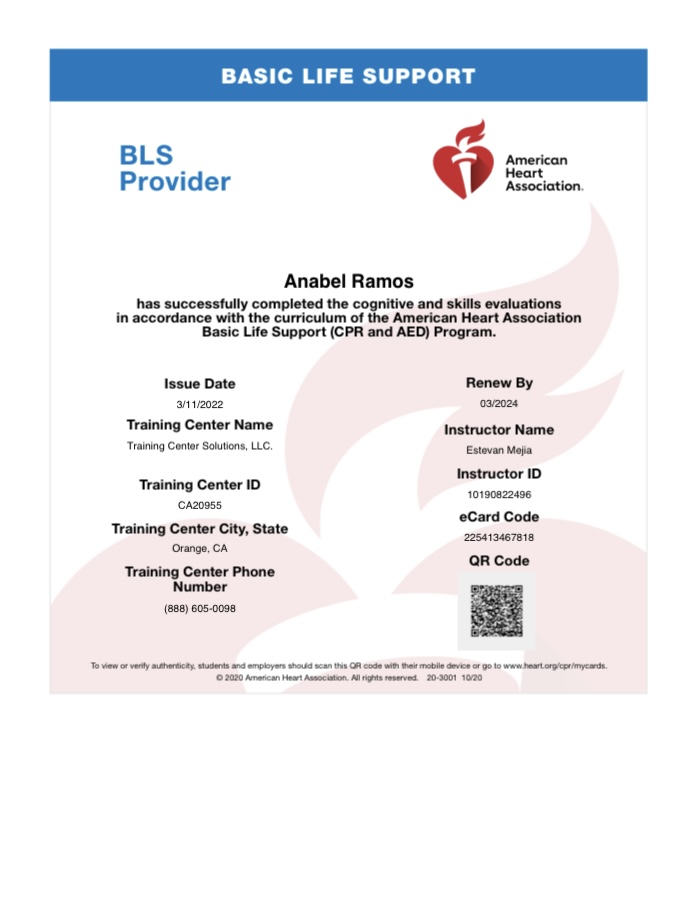 BASIC LIFE SUPPORT
BLS
Provider
American
Heart
Association.
Anabel Ramos
has successfully completed the cognitive and skills evaluations
in accordance with the curriculum of the American Heart Association
Basic Life Support (CPR and AED) Program.
Issue Date
3/11/2022
Training Center Name
Training Center Solutions, LLC.
Training Center ID
CA20955
Training Center City, State
Orange, CA
Training Center Phone
Number
(888) 605-0098
Renew By
03/2024
Instructor Name
Estevan Mejia
Instructor ID
10190822496
eCard Code
225413467818
QR Code
To view or verify authenticity, students and employers should scan this QR code with their mobile device or go to www.heart.org/cpr/mycards.
© 2020 American Heart Association. All rights reserved. 20-3001 10/20